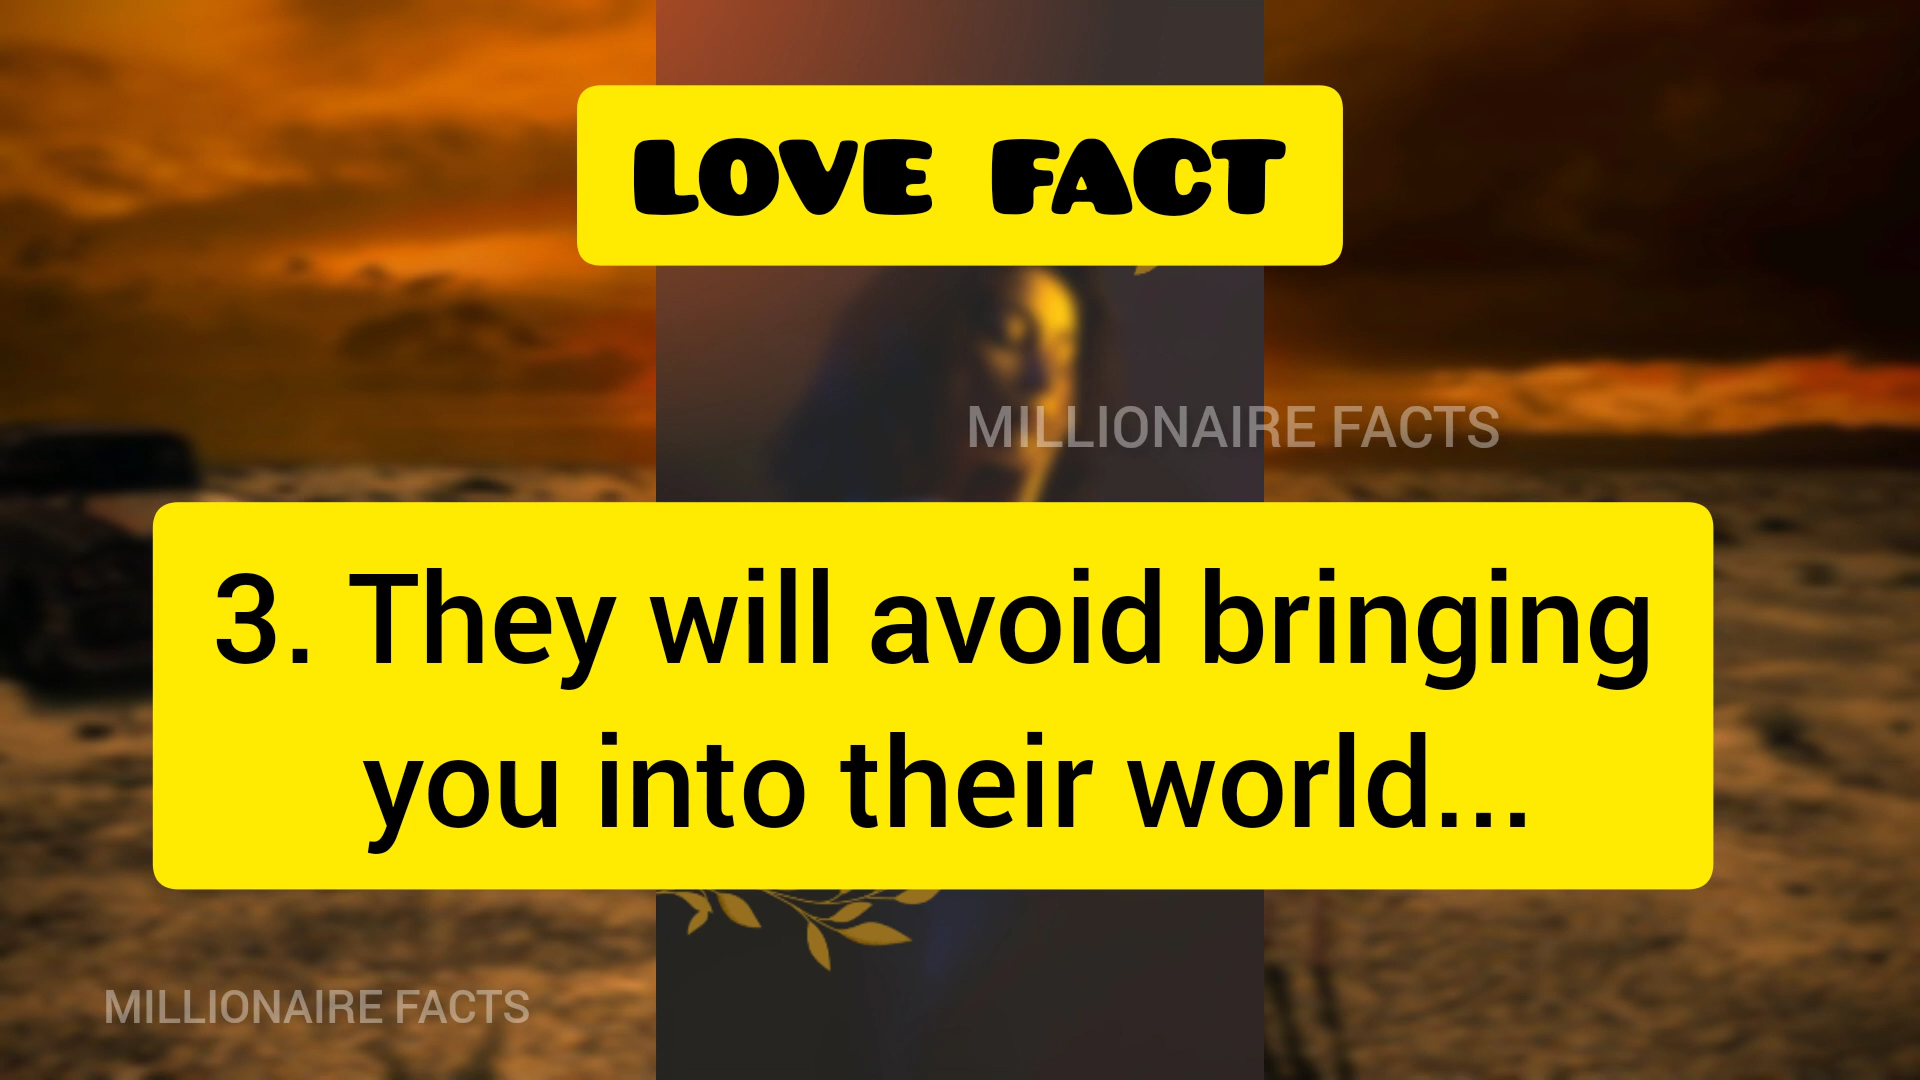 LOVE FACT
MILLIONAIRE FACTS
3. They will avoid bringing
you into their world...
MILLIONAIRE FACTS